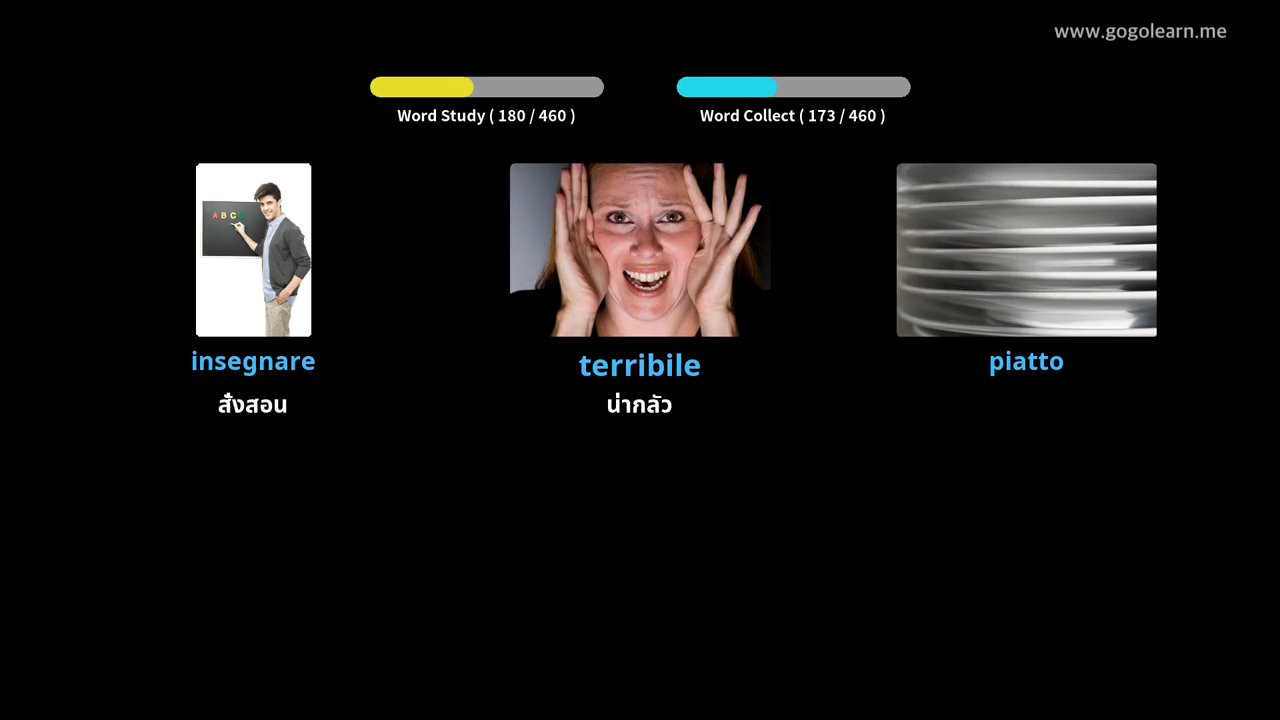 www.gogolearn.me
Word Study ( 180 / 460 )
Word Collect ( 173 / 460 )
A B C D
insegnare
terribile
piatto
สั่งสอน
น่ากลัว